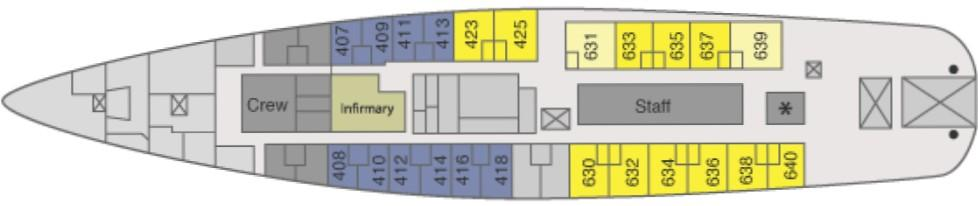 407 409 411 413 423 425
631 633 635 637 639
Crew
Infirmary
Staff
*
408 410 412 414 416 418
630 632 634 636 638 640